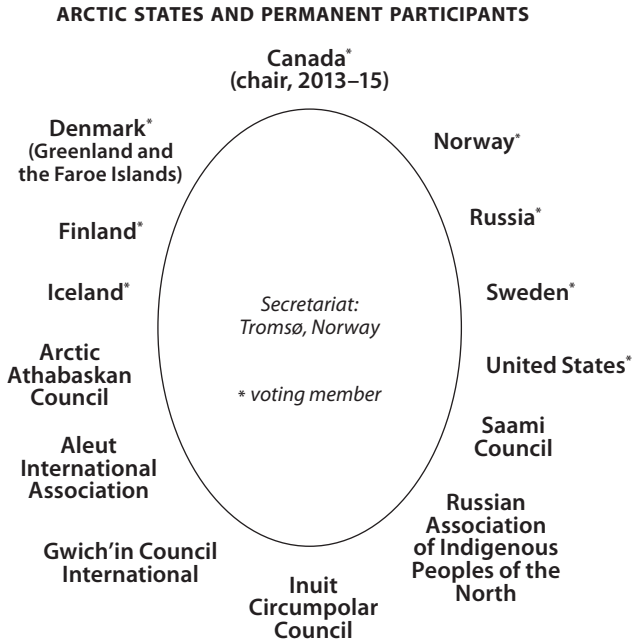 ARCTIC STATES AND PERMANENT PARTICIPANTS
Canada*
(chair, 2013–15)
Denmark*
(Greenland and
the Faroe Islands)
Norway*
Finland*
Russia*
Iceland*
Sweden*
Secretariat:
Tromsø, Norway
* voting member
Arctic
Athabaskan
Council
United States*
Aleut
International
Association
Saami
Council
Gwich’in Council
International
Russian
Association
of Indigenous
Peoples of the
North
Inuit
Circumpolar
Council